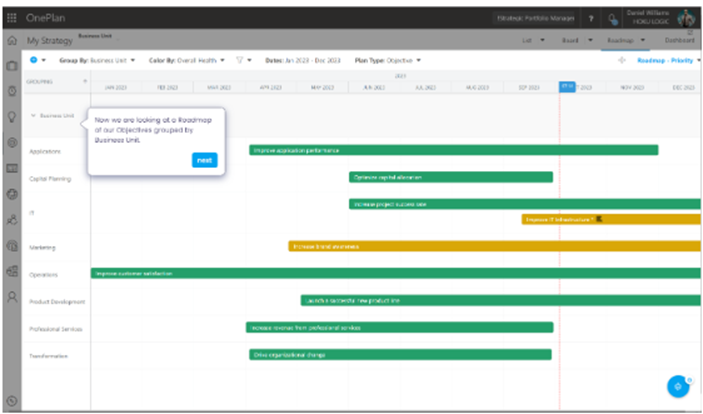 OnePlan
Strategic Portfolio Manager ? Daniel Williams
HOKU LOGIC
My Strategy Business Unit List Board Roadmap Dashboard
Group By: Business Unit Color By: Overall Health Dates: Jan 2023 - Dec 2023 Plan Type: Objective Roadmap - Priority
2023
GROUPING JAN 2023 FEB 2023 MAR 2023 APR 2023 MAY 2023 JUN 2023 JUL 2023 AUG 2023 SEP 2023 2023 NOV 2023 DEC 2023
Business Unit
Now we are looking at a Roadmap
of our Objectives grouped by
Business Unit.
next
Applications Improve application performance
Capital Planning Optimize capital allocation
Increase project success rate
IT
Improve IT Infrastructure
Marketing Increase brand awareness
Operations Improve customer satisfaction
Product Development Launch a successful new product line
Professional Services Increase revenue from professional services
Transformation Drive organizational change